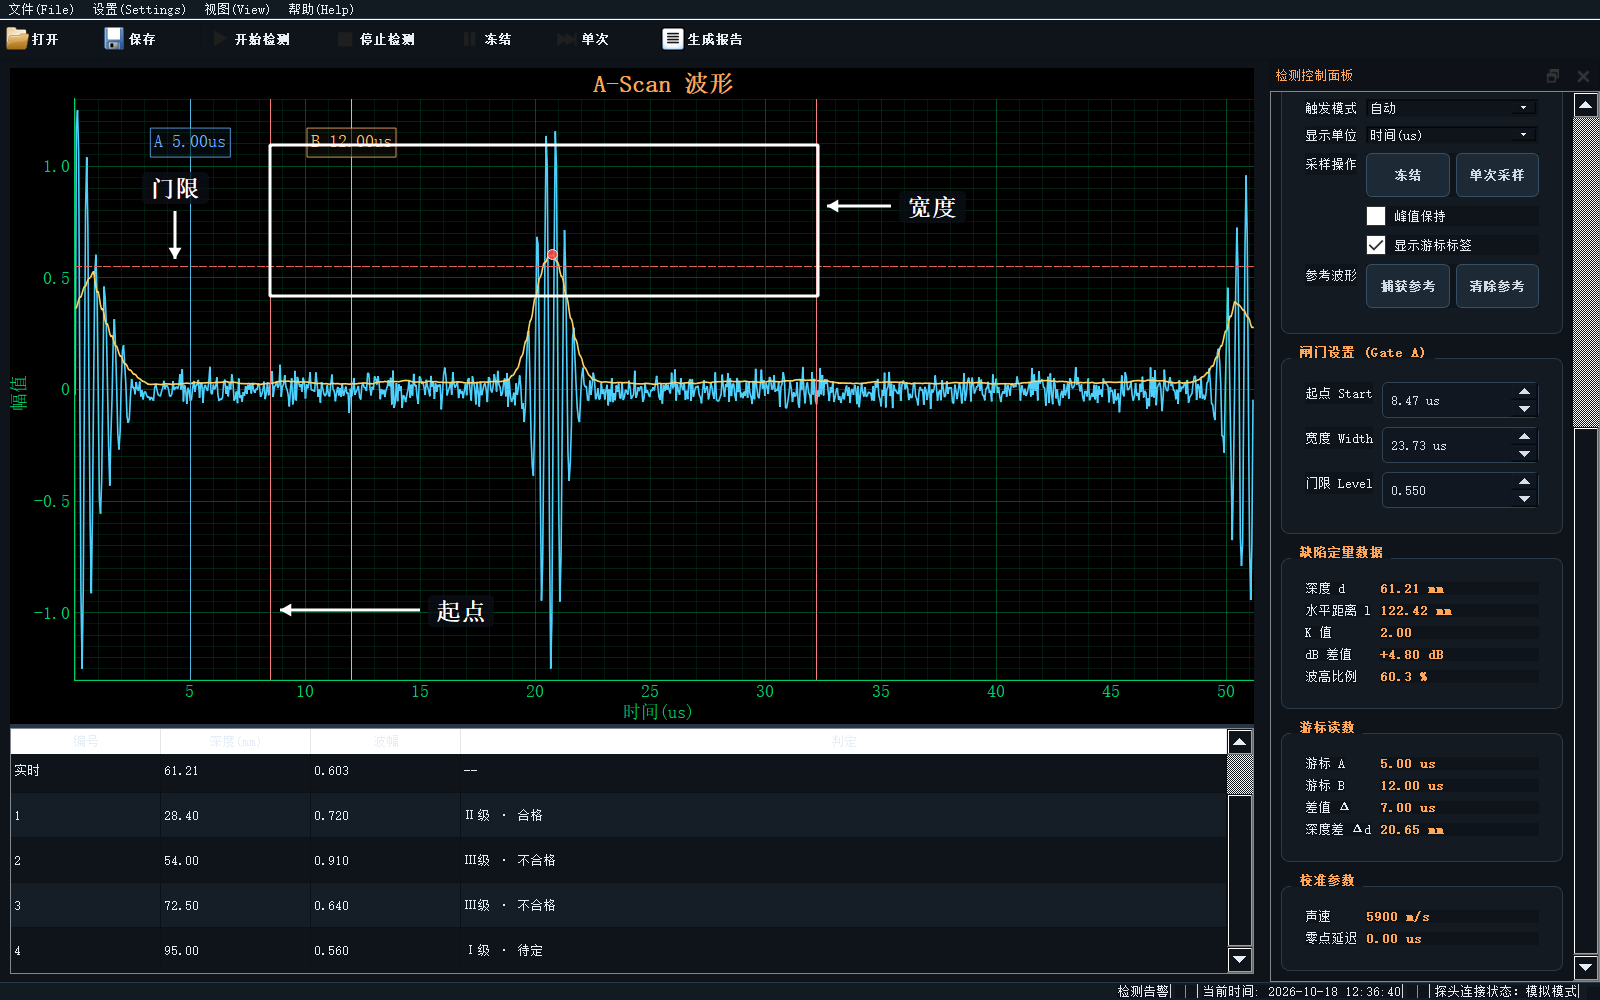 文件(File) 设置(Settings) 视图(View) 帮助(Help)
打开 保存 开始检测 停止检测 冻结 单次 生成报告
A-Scan 波形
A 5.00us
B 12.00us
门限
宽度
起点
幅值
1.0
0.5
0
−0.5
−1.0
5 10 15 20 25 30 35 40 45 50
时间(us)
编号 深度(mm) 波幅 判定
实时 61.21 0.603 --
1 28.40 0.720 II级 · 合格
2 54.00 0.910 III级 · 不合格
3 72.50 0.640 III级 · 不合格
4 95.00 0.560 I级 · 待定
检测控制面板
触发模式 自动
显示单位 时间(us)
采样操作 冻结 单次采样
峰值保持
显示游标标签
参考波形 捕获参考 清除参考
闸门设置 (Gate A)
起点 Start 8.47 us
宽度 Width 23.73 us
门限 Level 0.550
缺陷定量数据
深度 d 61.21 mm
水平距离 l 122.42 mm
K 值 2.00
dB 差值 +4.80 dB
波高比例 60.3 %
游标读数
游标 A 5.00 us
游标 B 12.00 us
差值 Δ 7.00 us
深度差 Δd 20.65 mm
校准参数
声速 5900 m/s
零点延迟 0.00 us
检测告警| | |当前时间: 2026-10-18 12:36:40| | |探头连接状态: 模拟模式|